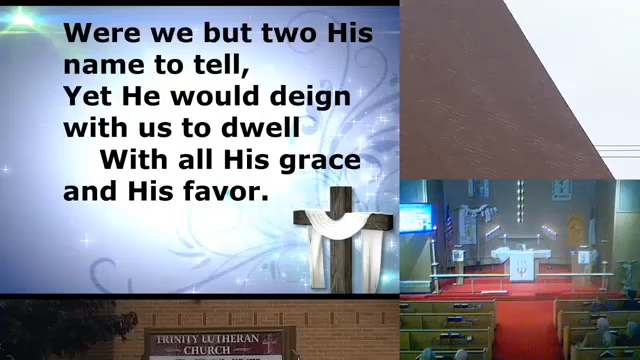 Were we but two His
name to tell,
Yet He would deign
with us to dwell
With all His grace
and His favor.
TRINITY LUTHERAN
CHURCH